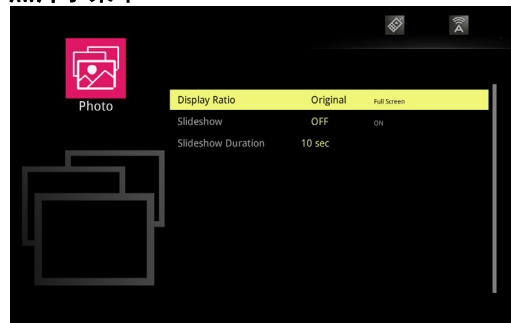 A
Photo
Display Ratio Original Full Screen
Slideshow OFF ON
Slideshow Duration 10 sec